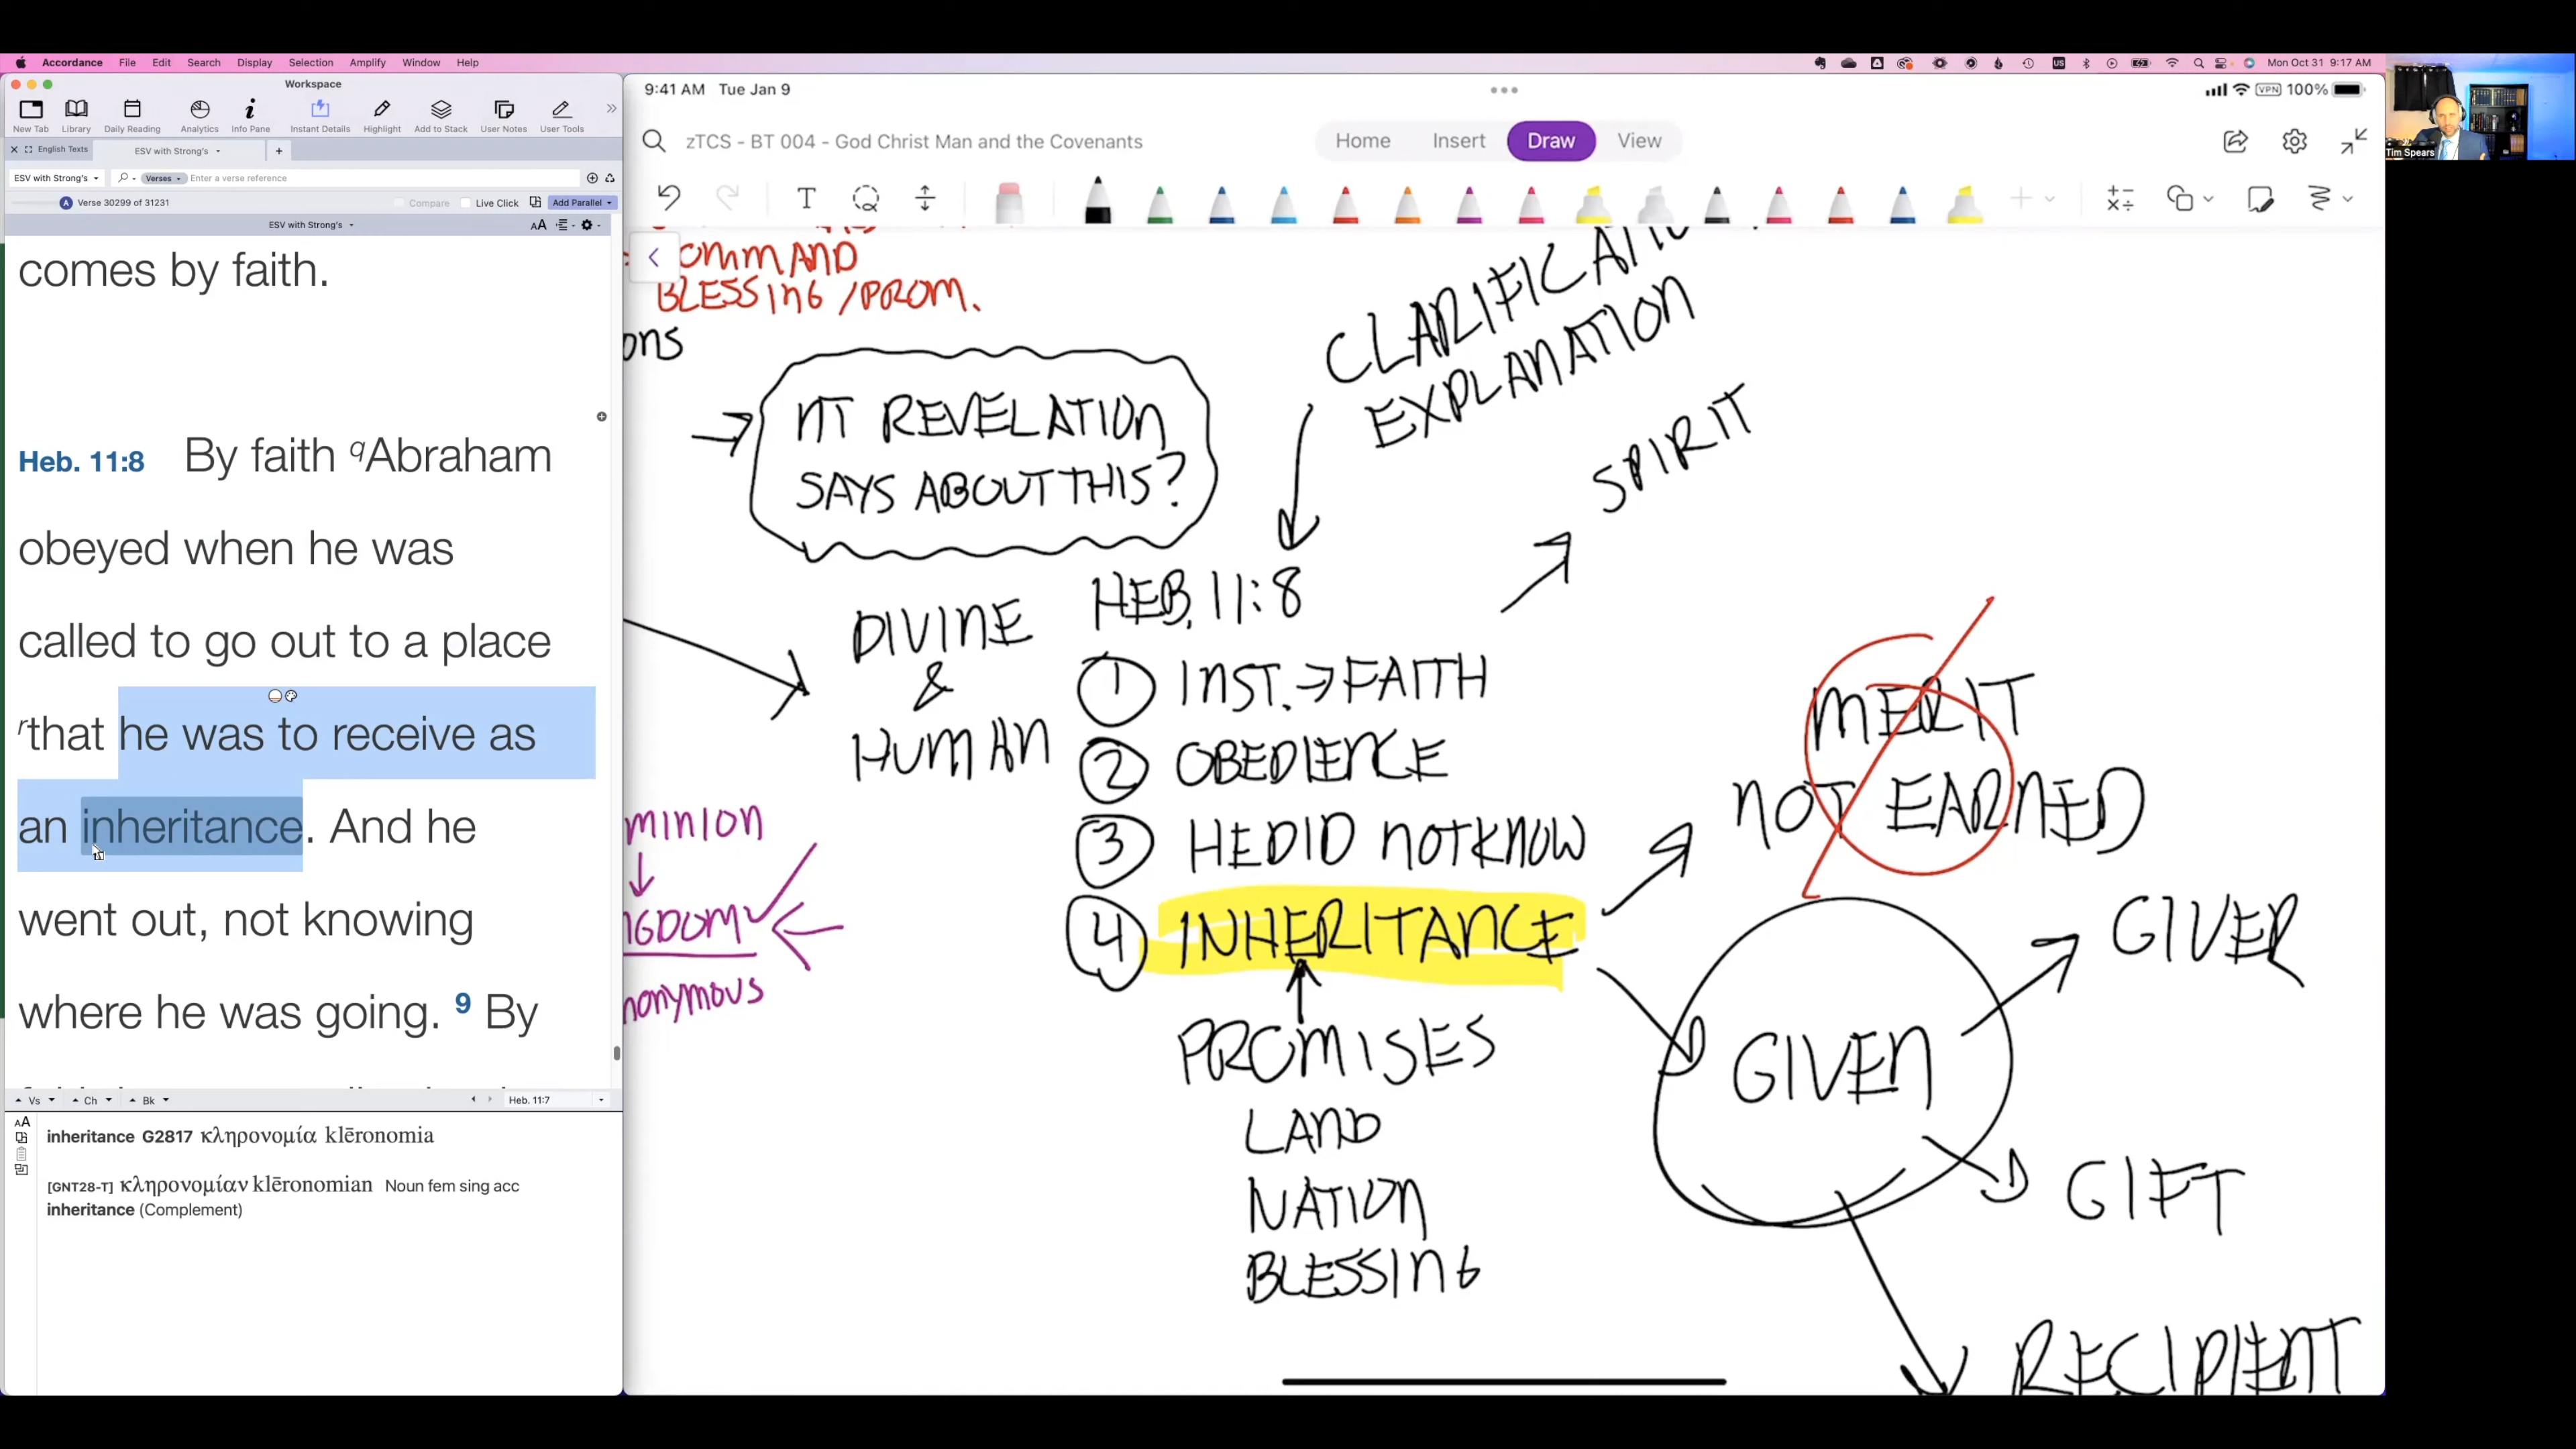 Accordance File Edit Search Display Selection Amplify Window Help
US Mon Oct 31 9:17 AM
Workspace
New Tab Library Daily Reading Analytics Info Pane Instant Details Highlight Add to Stack User Notes User Tools
English Texts ESV with Strong's
ESV with Strong's Verses Enter a verse reference
A Verse 30299 of 31231 Compare Live Click Add Parallel
ESV with Strong's AA
comes by faith.
Heb. 11:8 By faith qAbraham
obeyed when he was
called to go out to a place
rthat he was to receive as
an inheritance. And he
went out, not knowing
where he was going. 9 By
Vs Ch Bk Heb. 11:7
AA
inheritance G2817 κληρονομία klēronomia
[GNT28-T] κληρονομίαν klēronomian Noun fem sing acc
inheritance (Complement)
9:41 AM Tue Jan 9
VPN 100%
zTCS - BT 004 - God Christ Man and the Covenants
Home Insert Draw View
T
OMMAND
BLESSING/PROM.
ons
NT REVELATION
SAYS ABOUT THIS?
CLARIFICATIO
EXPLANATION
SPIRIT
DIVINE
&
HUMAN
HEB, 11:8
1 INST. → FAITH
2 OBEDIENCE
3 HE DID NOT KNOW
4 INHERITANCE
PROMISES
LAND
NATION
BLESSING
MINION
NGDOM
nonymous
MERIT
NOT EARNED
GIVEN
GIVER
GIFT
RECIPIENT
Tim Spears